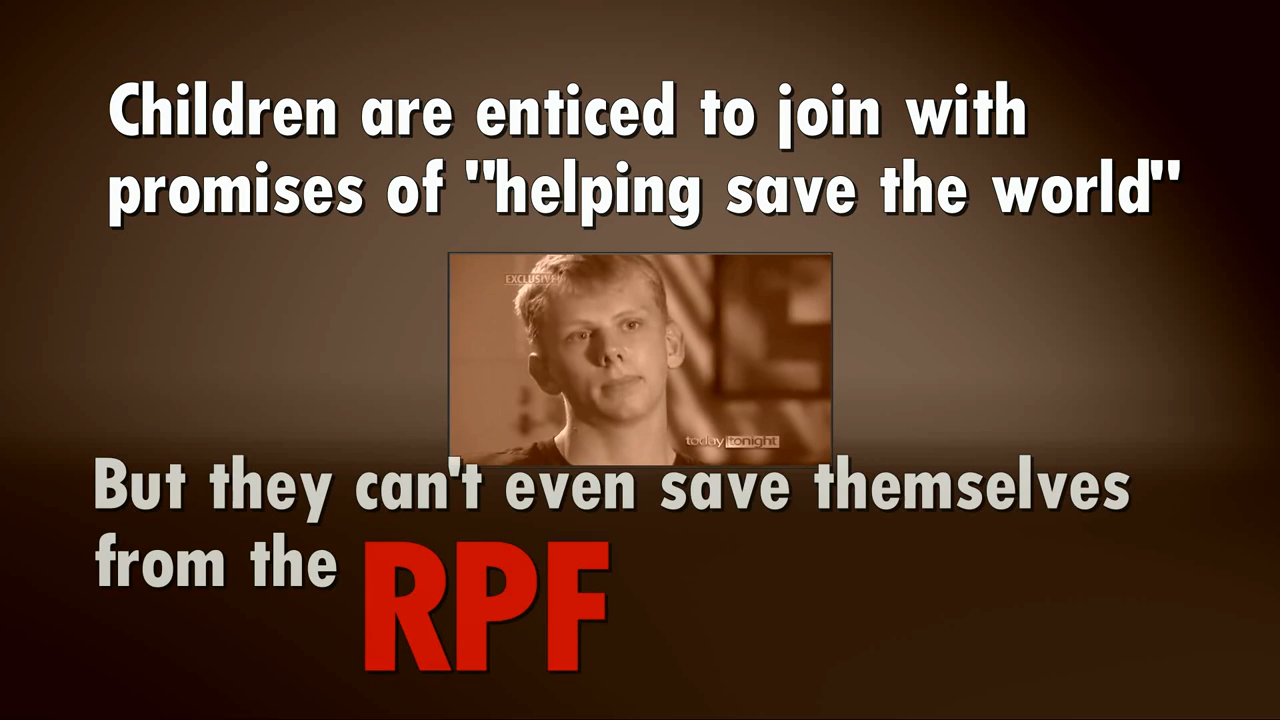 Children are enticed to join with
promises of "helping save the world"
EXCLUSIVE!
today tonight
But they can't even save themselves
from the RPF